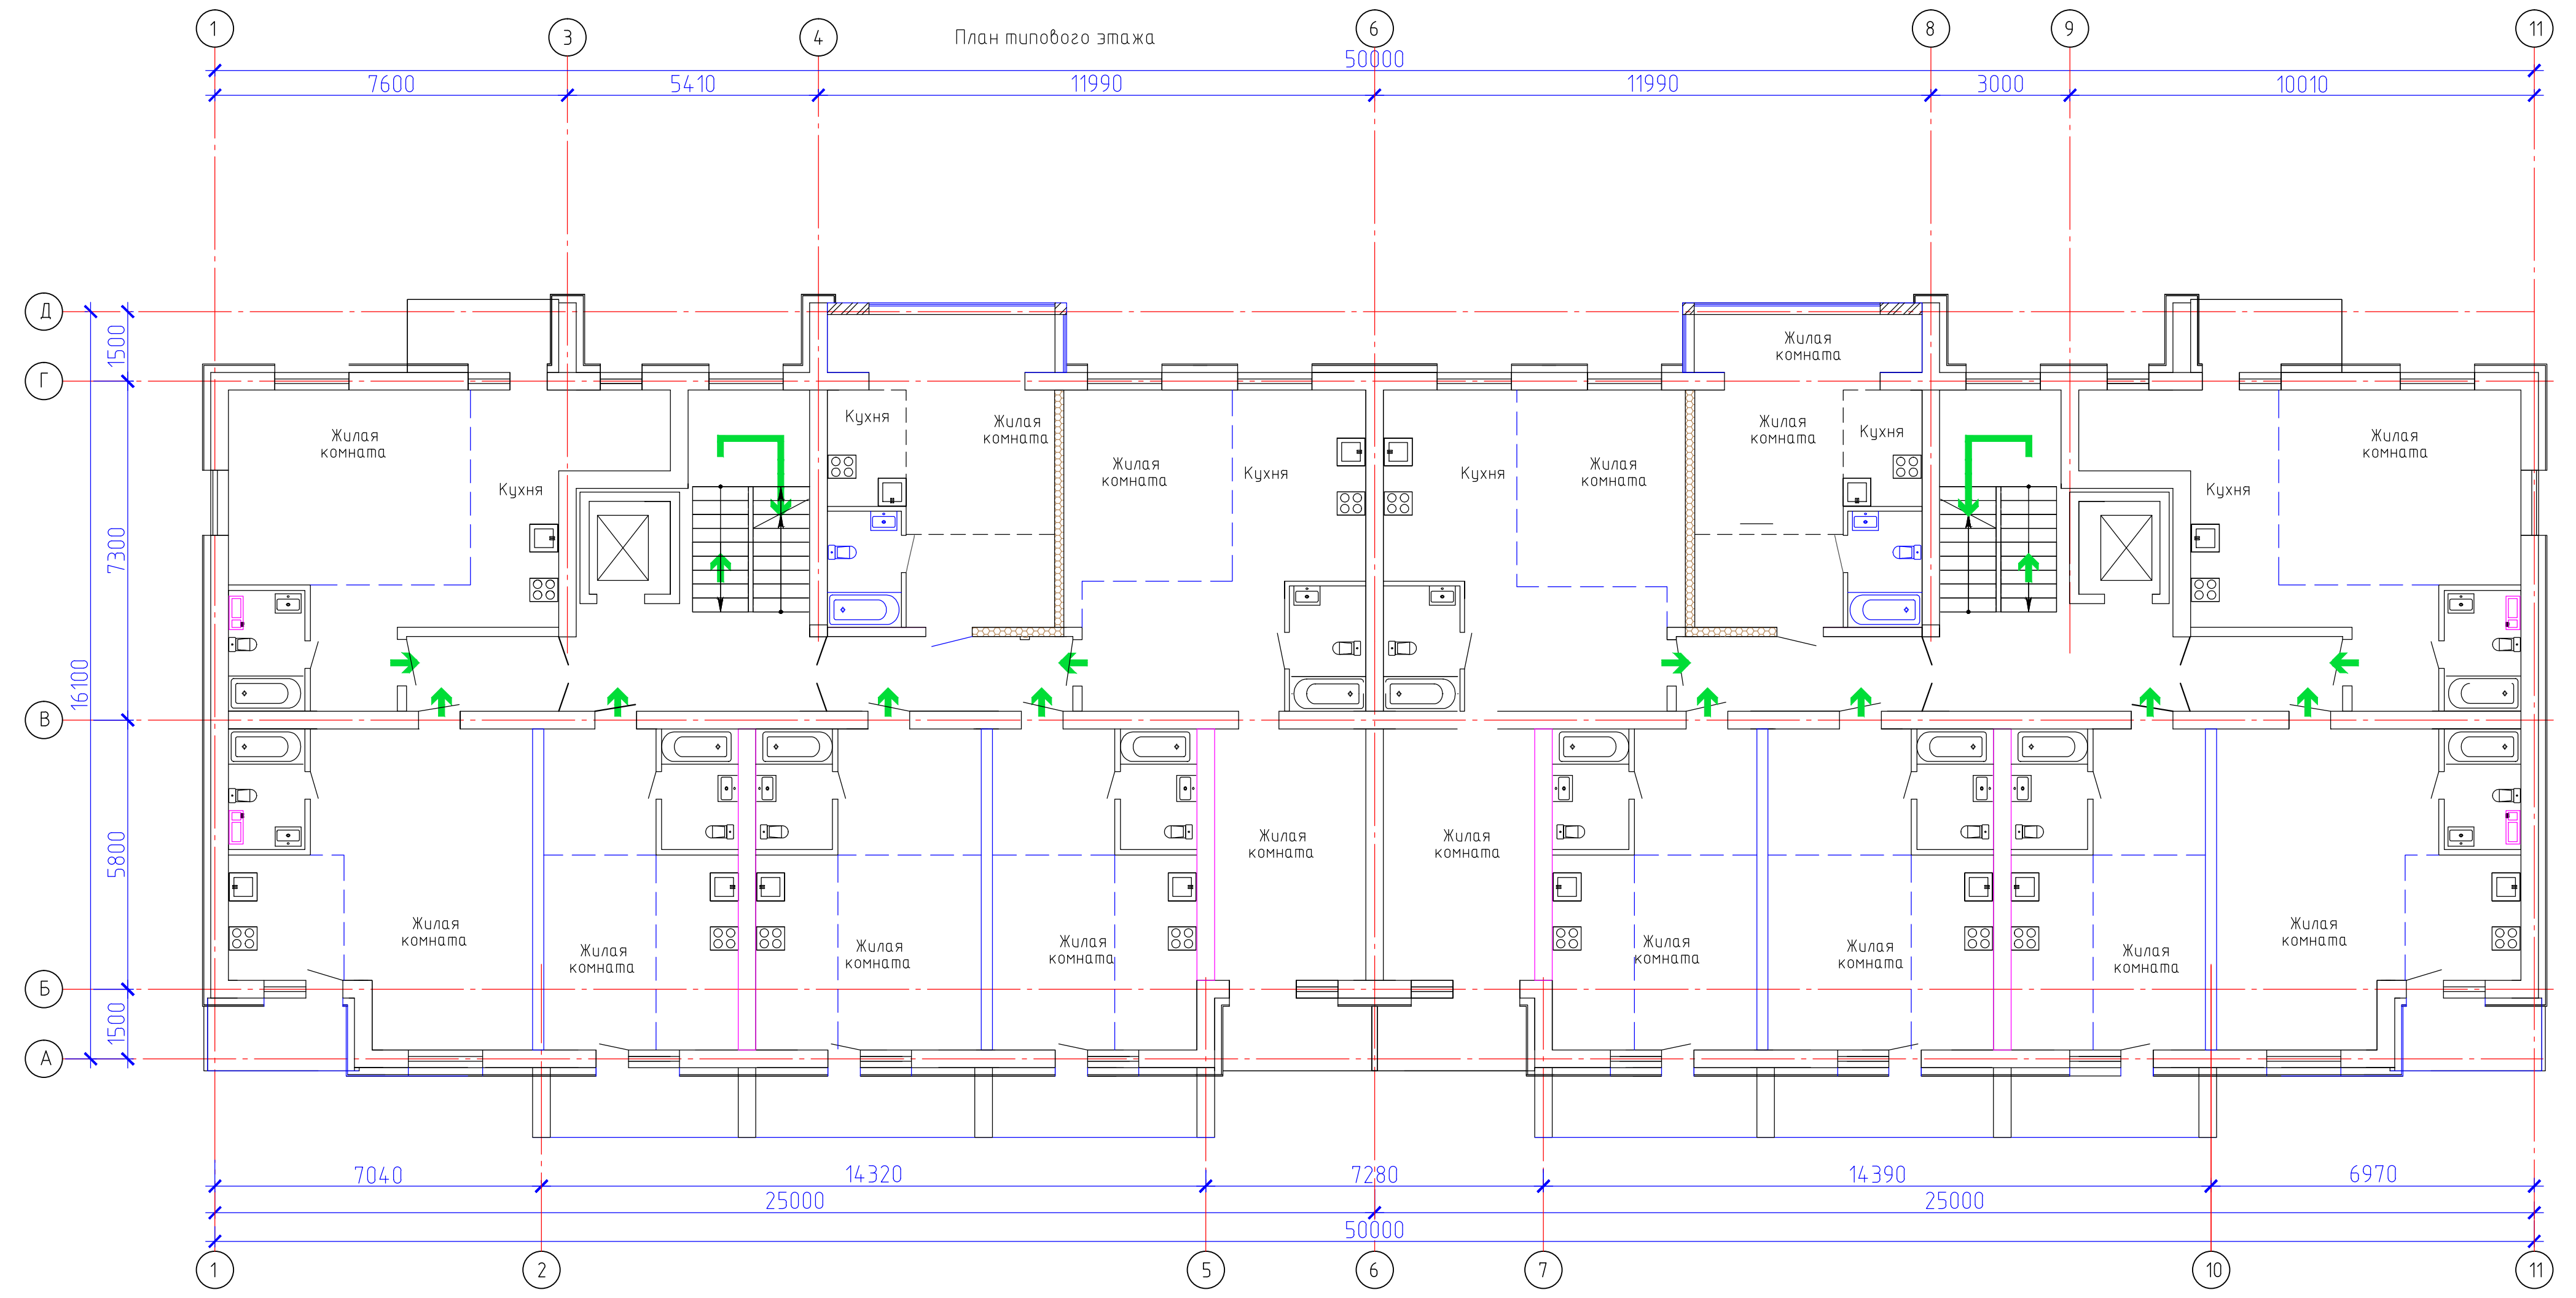 План типового этажа
1
3
4
6
8
9
11
50000
7600
5410
11990
11990
3000
10010
Д
Г
В
Б
А
1500
7300
5800
1500
16100
Жилая
комната
Кухня
Кухня
Жилая
комната
Жилая
комната
Кухня
Кухня
Жилая
комната
Жилая
комната
Жилая
комната
Кухня
Кухня
Жилая
комната
Жилая
комната
Жилая
комната
Жилая
комната
Жилая
комната
Жилая
комната
Жилая
комната
Жилая
комната
Жилая
комната
Жилая
комната
Жилая
комната
7040
14320
7280
14390
6970
25000
25000
50000
1
2
5
6
7
10
11